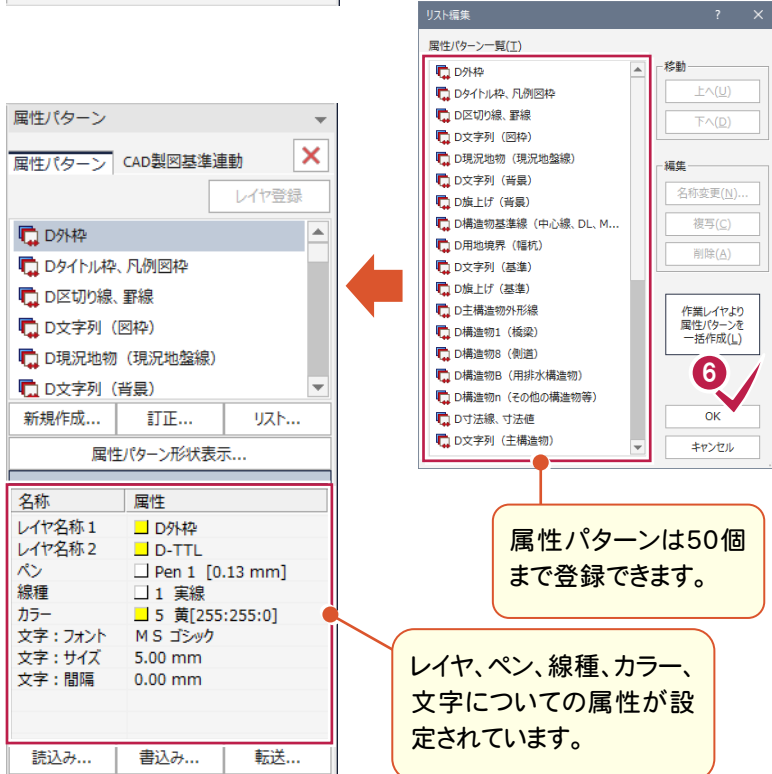 リスト編集
? ×
属性パターン一覧(T)
D外枠
Dタイトル枠、凡例図枠
D区切り線、罫線
D文字列（図枠）
D現況地物（現況地盤線）
D文字列（背景）
D旗上げ（背景）
D構造物基準線（中心線、DL、M...
D用地境界（幅杭）
D文字列（基準）
D旗上げ（基準）
D主構造物外形線
D構造物1（橋梁）
D構造物8（側道）
D構造物B（用排水構造物）
D構造物n（その他の構造物等）
D寸法線、寸法値
D文字列（主構造物）
移動
上へ(U)
下へ(D)
編集
名称変更(N)...
複写(C)
削除(A)
作業レイヤより
属性パターンを
一括作成(L)
6
OK
キャンセル
属性パターン
属性パターン CAD製図基準連動
レイヤ登録
D外枠
Dタイトル枠、凡例図枠
D区切り線、罫線
D文字列（図枠）
D現況地物（現況地盤線）
D文字列（背景）
新規作成... 訂正... リスト...
属性パターン形状表示...
名称 属性
レイヤ名称1 D外枠
レイヤ名称2 D-TTL
ペン Pen 1 [0.13 mm]
線種 1 実線
カラー 5 黄[255:255:0]
文字：フォント ＭＳ ゴシック
文字：サイズ 5.00 mm
文字：間隔 0.00 mm
読込み... 書込み... 転送...
属性パターンは50個
まで登録できます。
レイヤ、ペン、線種、カラー、
文字についての属性が設
定されています。